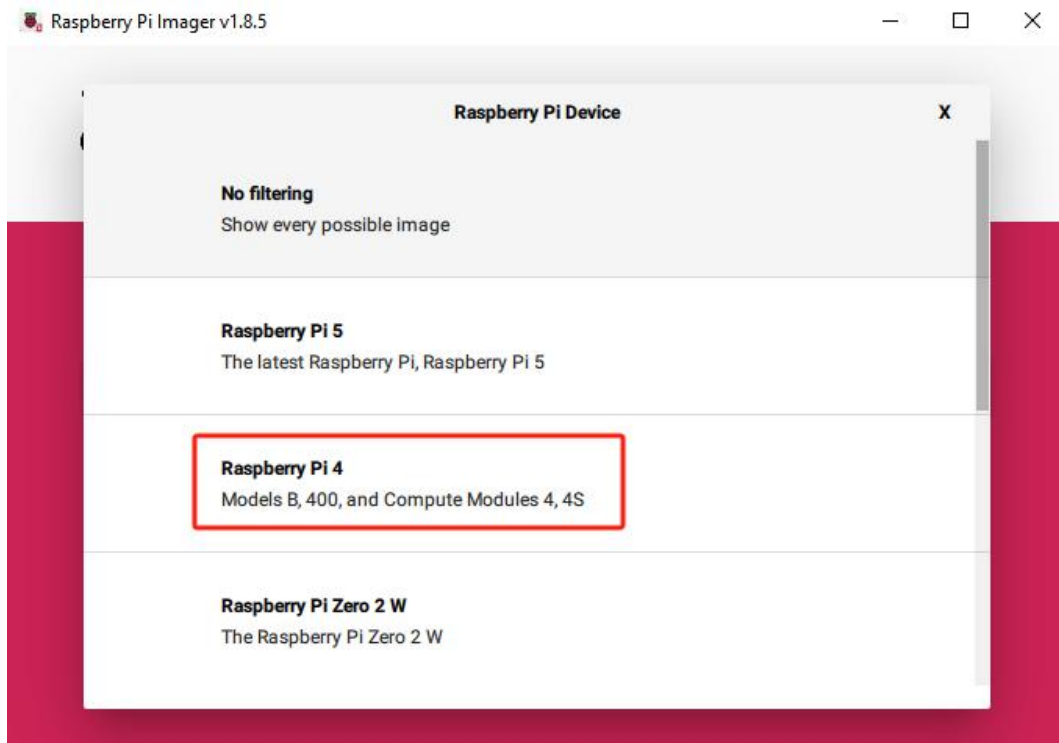 Raspberry Pi Imager v1.8.5
Raspberry Pi Device
X
No filtering
Show every possible image
Raspberry Pi 5
The latest Raspberry Pi, Raspberry Pi 5
Raspberry Pi 4
Models B, 400, and Compute Modules 4, 4S
Raspberry Pi Zero 2 W
The Raspberry Pi Zero 2 W